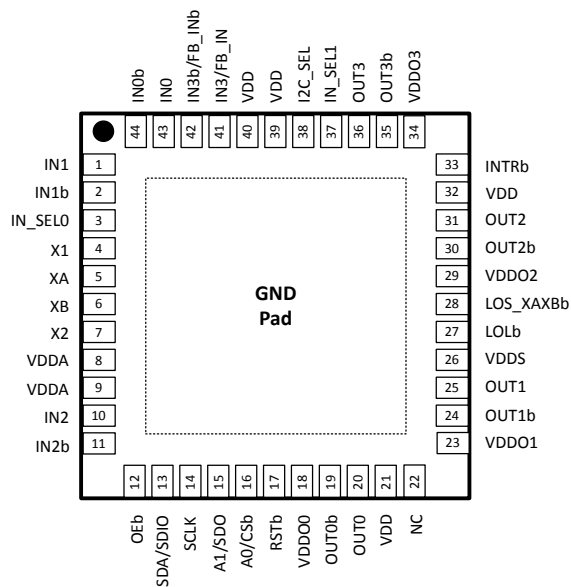 IN0b
IN0
IN3b/FB_INb
IN3/FB_IN
VDD
VDD
I2C_SEL
IN_SEL1
OUT3
OUT3b
VDDO3
44
43
42
41
40
39
38
37
36
35
34
IN1 1
IN1b 2
IN_SEL0 3
X1 4
XA 5
XB 6
X2 7
VDDA 8
VDDA 9
IN2 10
IN2b 11
GND
Pad
33 INTRb
32 VDD
31 OUT2
30 OUT2b
29 VDDO2
28 LOS_XAXBb
27 LOLb
26 VDDS
25 OUT1
24 OUT1b
23 VDDO1
12
13
14
15
16
17
18
19
20
21
22
OEb
SDA/SDIO
SCLK
A1/SDO
A0/CSb
RSTb
VDDO0
OUT0b
OUT0
VDD
NC